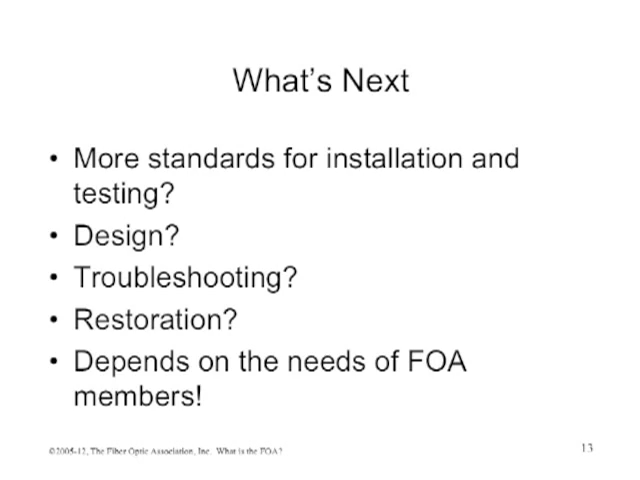 What's Next
• More standards for installation and
testing?
• Design?
• Troubleshooting?
• Restoration?
• Depends on the needs of FOA
members!
©2005-12, The Fiber Optic Association, Inc. What is the FOA?
13